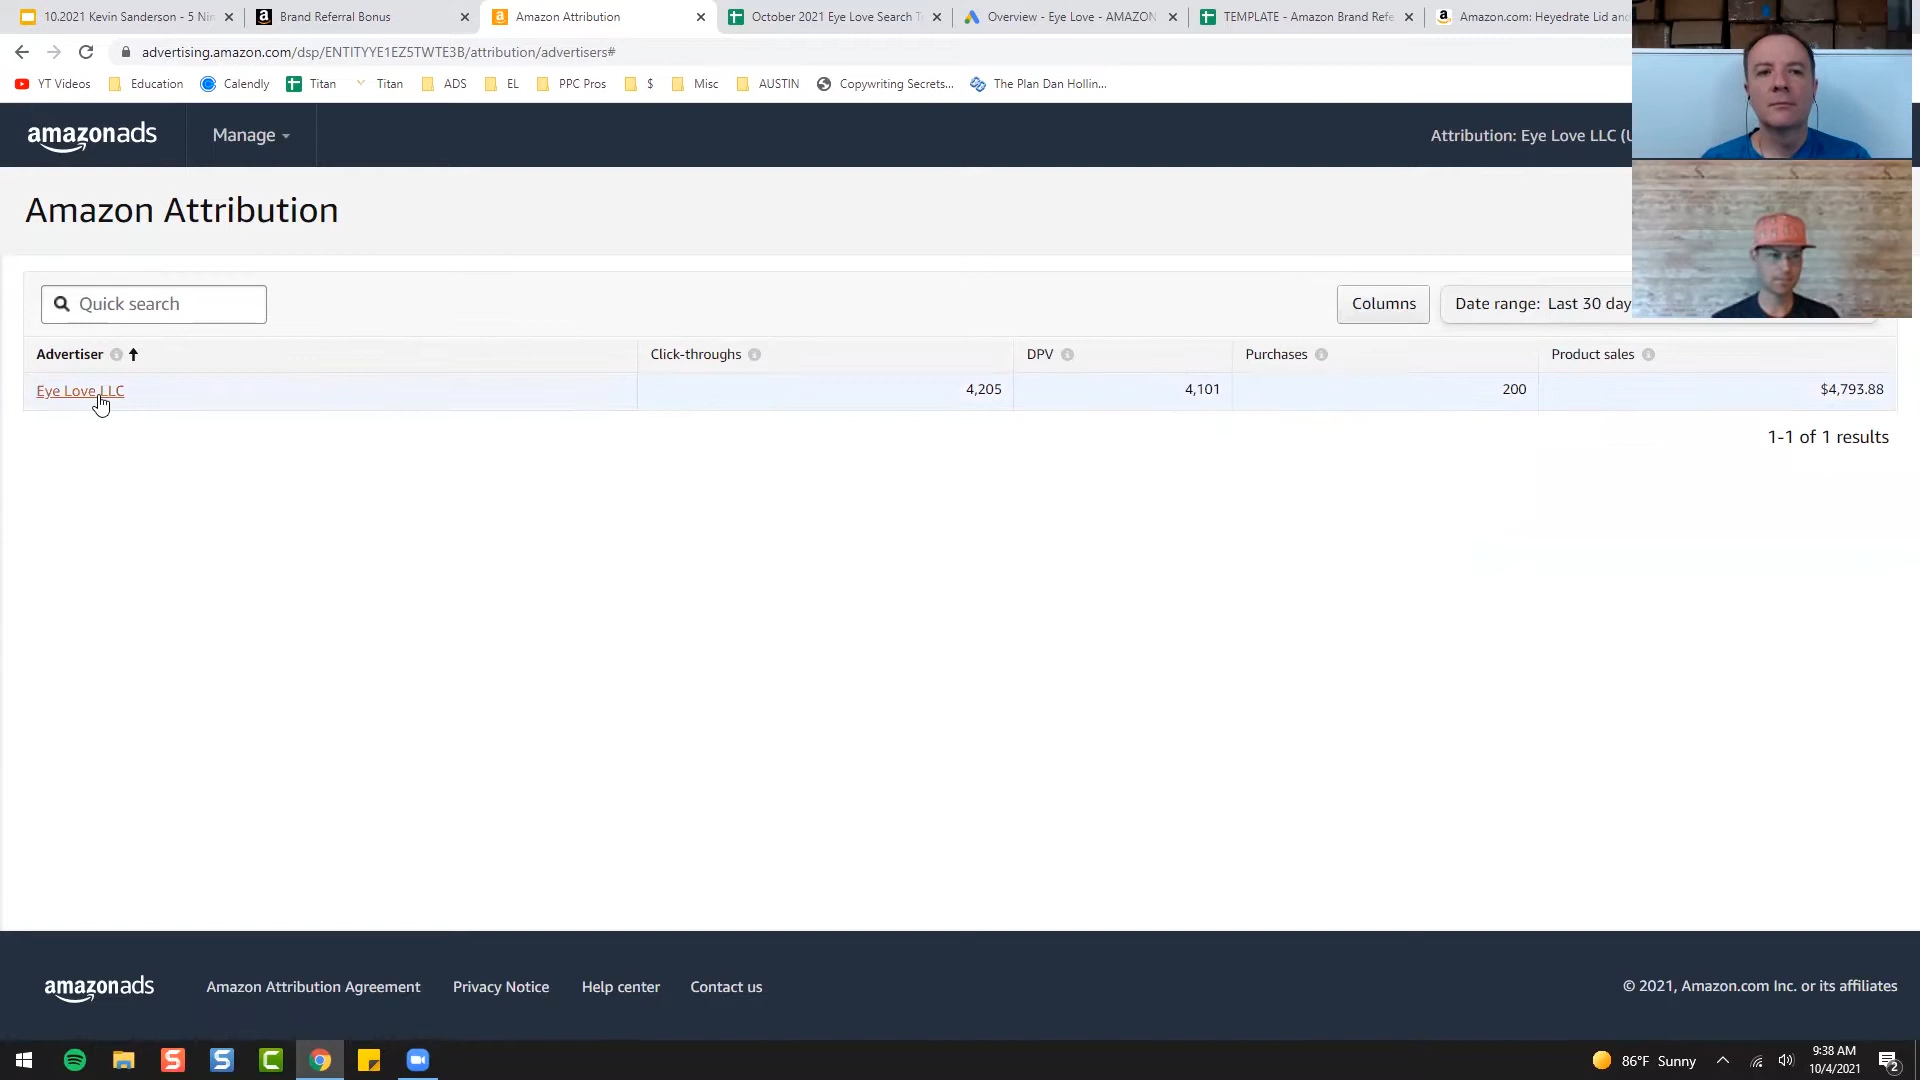 10.2021 Kevin Sanderson - 5 Nin
Brand Referral Bonus
Amazon Attribution
October 2021 Eye Love Search T
Overview - Eye Love - AMAZON
TEMPLATE - Amazon Brand Refe
Amazon.com: Heyedrate Lid and
advertising.amazon.com/dsp/ENTITYYE1EZ5TWTE3B/attribution/advertisers#
YT Videos
Education
Calendly
Titan
Titan
ADS
EL
PPC Pros
$
Misc
AUSTIN
Copywriting Secrets...
The Plan Dan Hollin...
amazonads
Manage
Attribution: Eye Love LLC (U
Amazon Attribution
Quick search
Columns
Date range: Last 30 day
Advertiser
Click-throughs
DPV
Purchases
Product sales
Eye Love LLC
4,205
4,101
200
$4,793.88
1-1 of 1 results
amazonads
Amazon Attribution Agreement
Privacy Notice
Help center
Contact us
© 2021, Amazon.com Inc. or its affiliates
86°F Sunny
9:38 AM
10/4/2021
2